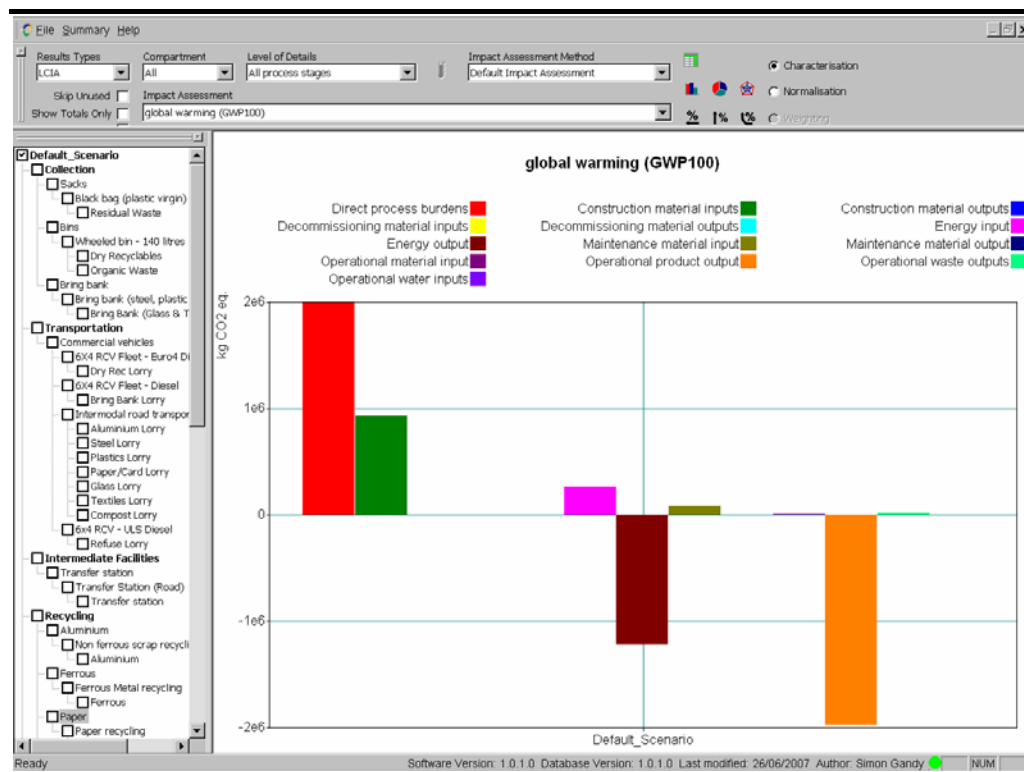 File Summary Help
Results Types Compartment Level of Details Impact Assessment Method
LCIA All All process stages Default Impact Assessment Characterisation
Skip Unused Impact Assessment Normalisation
Show Totals Only global warming (GWP100) Weighting
Default_Scenario
Collection
Sacks
Black bag (plastic virgin)
Residual Waste
Bins
Wheeled bin - 140 litres
Dry Recyclables
Organic Waste
Bring bank
Bring bank (steel, plastic
Bring Bank (Glass & T
Transportation
Commercial vehicles
6X4 RCV Fleet - Euro4 Di
Dry Rec Lorry
6X4 RCV Fleet - Diesel
Bring Bank Lorry
Intermodal road transpor
Aluminium Lorry
Steel Lorry
Plastics Lorry
Paper/Card Lorry
Glass Lorry
Textiles Lorry
Compost Lorry
6x4 RCV - ULS Diesel
Refuse Lorry
Intermediate Facilities
Transfer station
Transfer Station (Road)
Transfer station
Recycling
Aluminium
Non ferrous scrap recycli
Aluminium
Ferrous
Ferrous Metal recycling
Ferrous
Paper
Paper recycling
global warming (GWP100)
Direct process burdens Construction material inputs Construction material outputs
Decommissioning material inputs Decommissioning material outputs Energy input
Energy output Maintenance material input Maintenance material output
Operational material input Operational product output Operational waste outputs
Operational water inputs
kg CO2 eq.
2e6
1e6
0
-1e6
-2e6
Default_Scenario
Ready Software Version: 1.0.1.0 Database Version: 1.0.1.0 Last modified: 26/06/2007 Author: Simon Gandy NUM